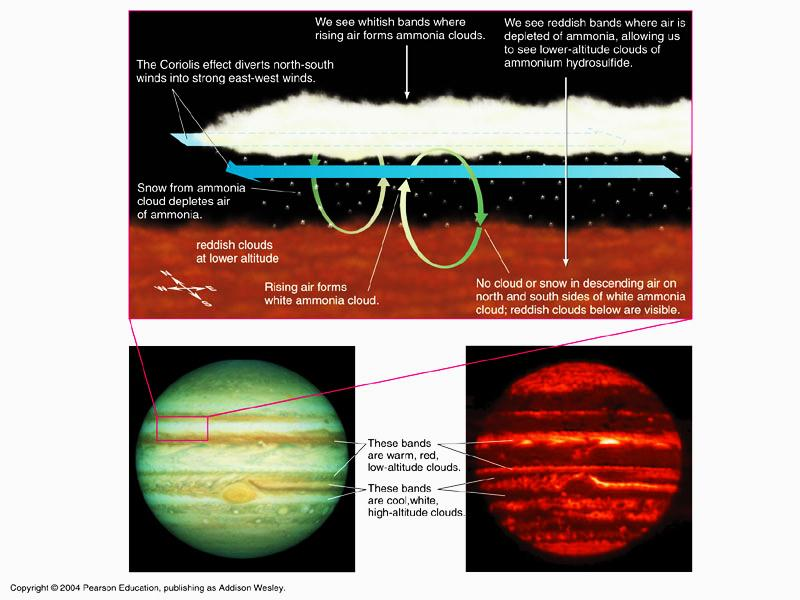 We see whitish bands where
rising air forms ammonia clouds.
We see reddish bands where air is
depleted of ammonia, allowing us
to see lower-altitude clouds of
ammonium hydrosulfide.
The Coriolis effect diverts north-south
winds into strong east-west winds.
Snow from ammonia
cloud depletes air
of ammonia.
reddish clouds
at lower altitude
Rising air forms
white ammonia cloud.
No cloud or snow in descending air on
north and south sides of white ammonia
cloud; reddish clouds below are visible.
N
E
W
S
These bands
are warm, red,
low-altitude clouds.
These bands
are cool,white,
high-altitude clouds.
Copyright © 2004 Pearson Education, publishing as Addison Wesley.